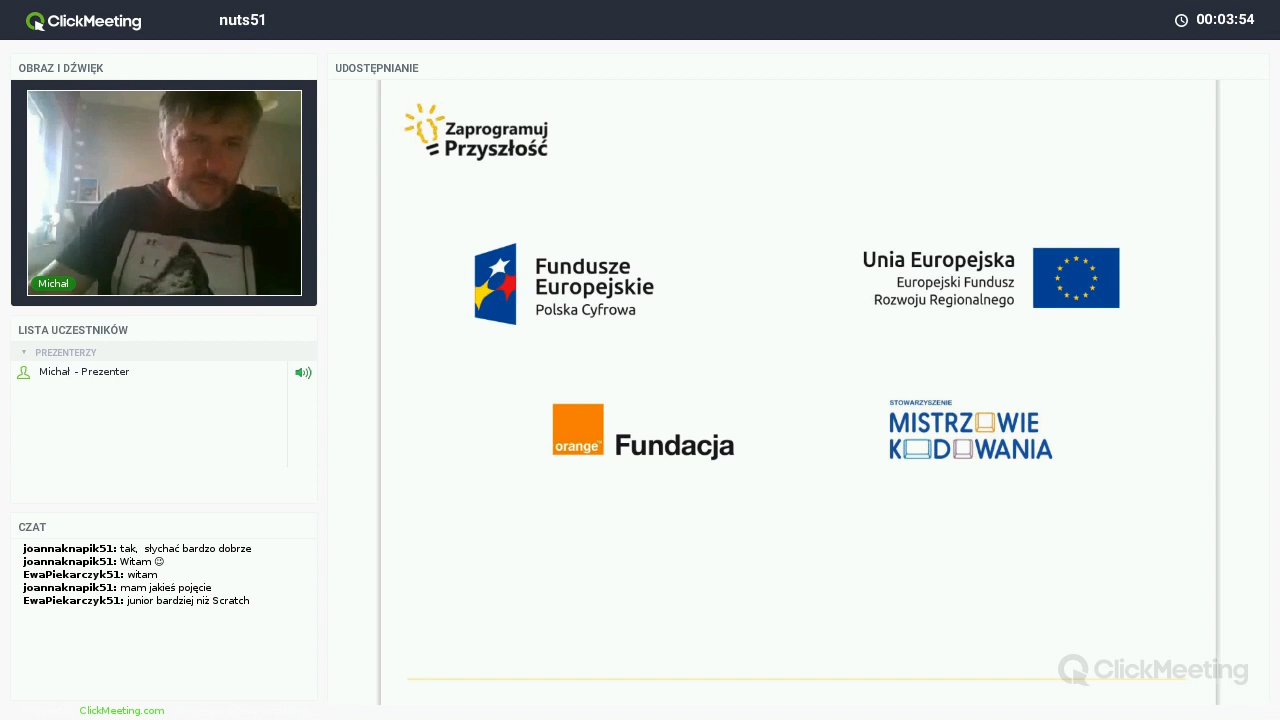 ClickMeeting
nuts51
00:03:54
OBRAZ I DŹWIĘK
Michał
LISTA UCZESTNIKÓW
PREZENTERZY
Michał - Prezenter
CZAT
joannaknapik51: tak, słychać bardzo dobrze
joannaknapik51: Witam
EwaPiekarczyk51: witam
joannaknapik51: mam jakieś pojęcie
EwaPiekarczyk51: junior bardziej niż Scratch
ClickMeeting.com
UDOSTĘPNIANIE
Zaprogramuj
Przyszłość
Fundusze
Europejskie
Polska Cyfrowa
Unia Europejska
Europejski Fundusz
Rozwoju Regionalnego
orange™
Fundacja
STOWARZYSZENIE
MISTRZOWIE
KODOWANIA
ClickMeeting